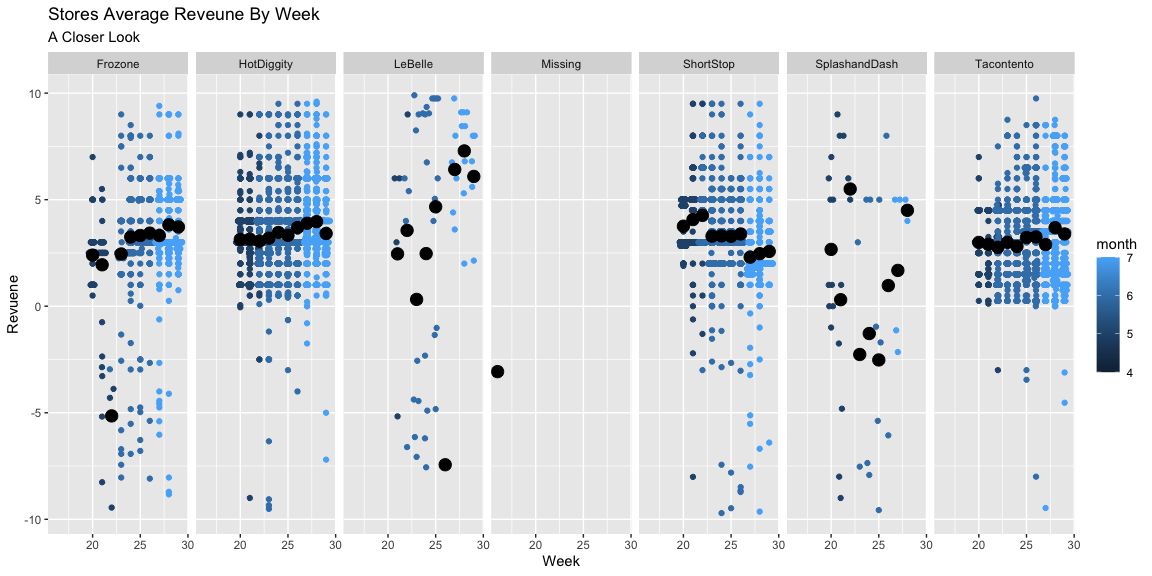 Stores Average Reveune By Week
A Closer Look
Frozone HotDiggity LeBelle Missing ShortStop SplashandDash Tacontento
10
5
0
-5
-10
Revuene
20 25 30 20 25 30 20 25 30 20 25 30 20 25 30 20 25 30 20 25 30
Week
month
7
6
5
4